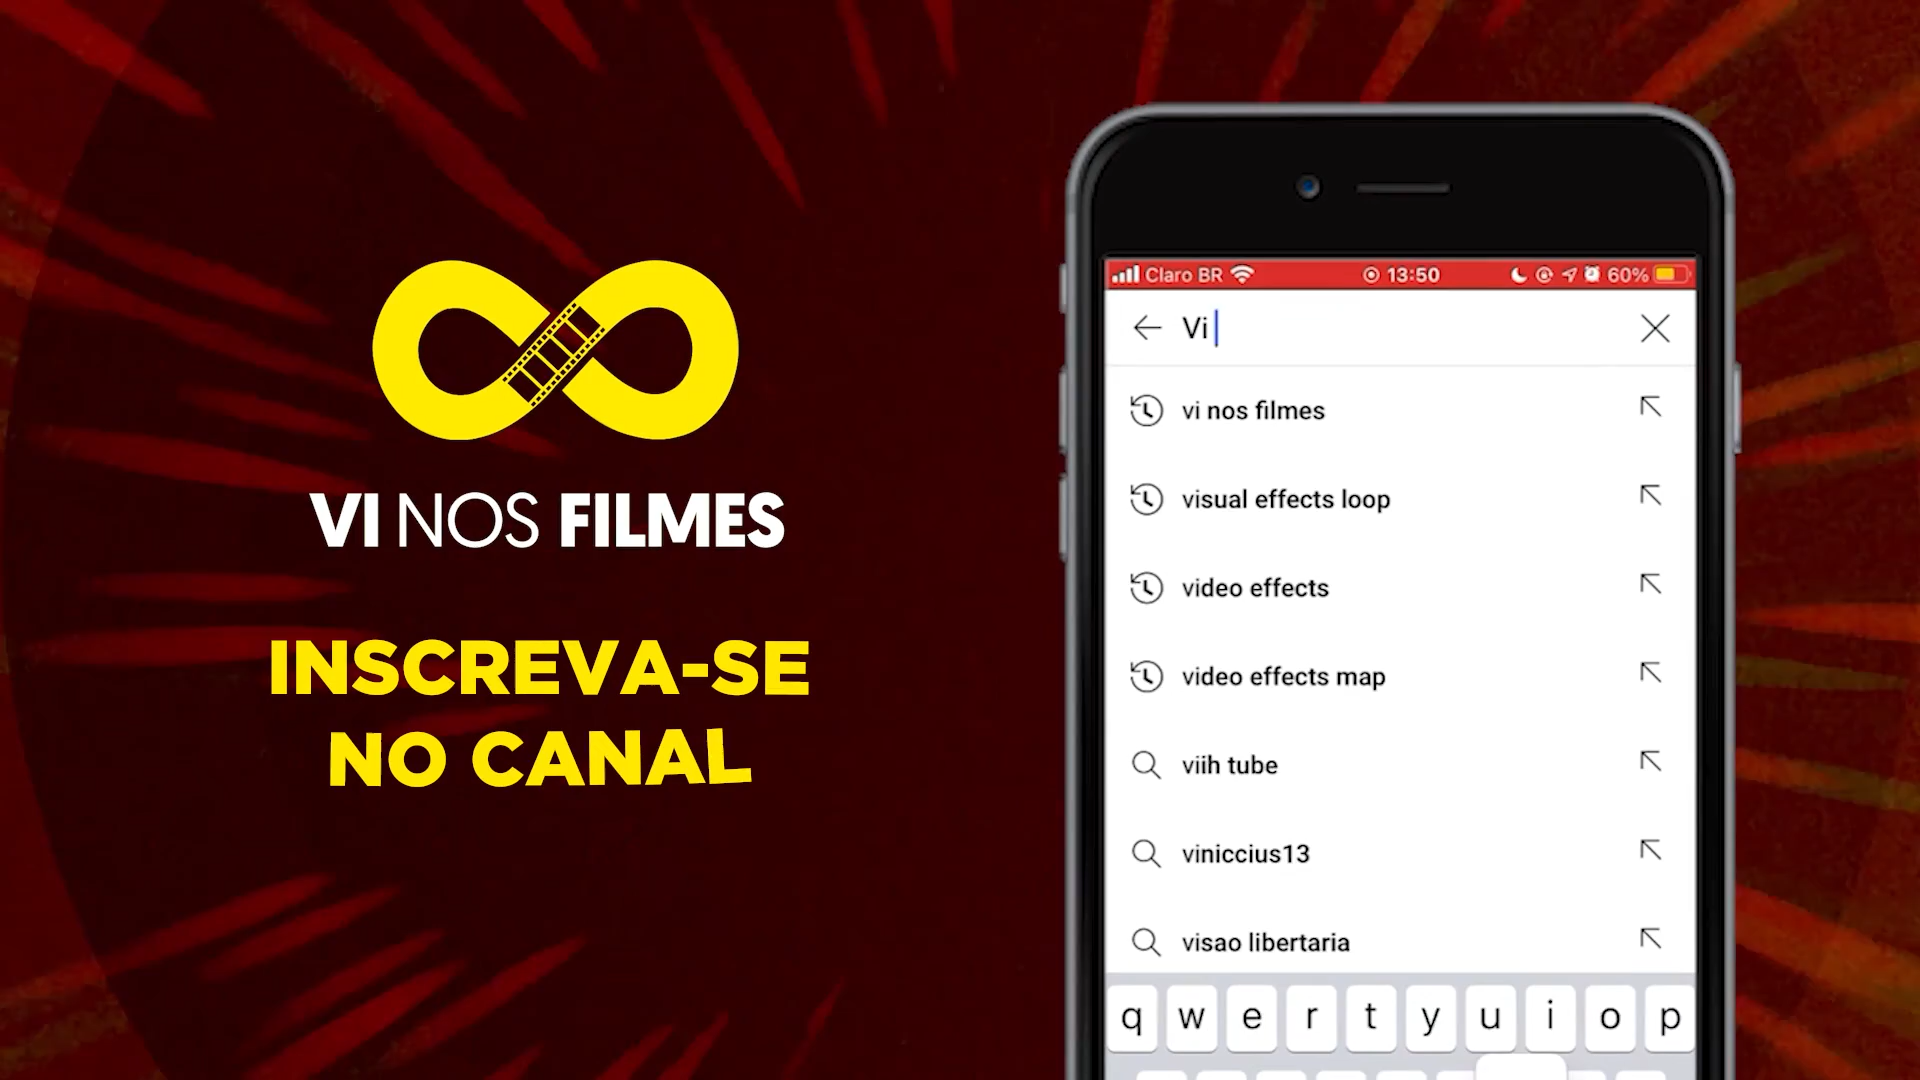 VI NOS FILMES
INSCREVA-SE
NO CANAL
Claro BR
13:50
60%
Vi
vi nos filmes
visual effects loop
video effects
video effects map
viih tube
viniccius13
visao libertaria
q w e r t y u i o p